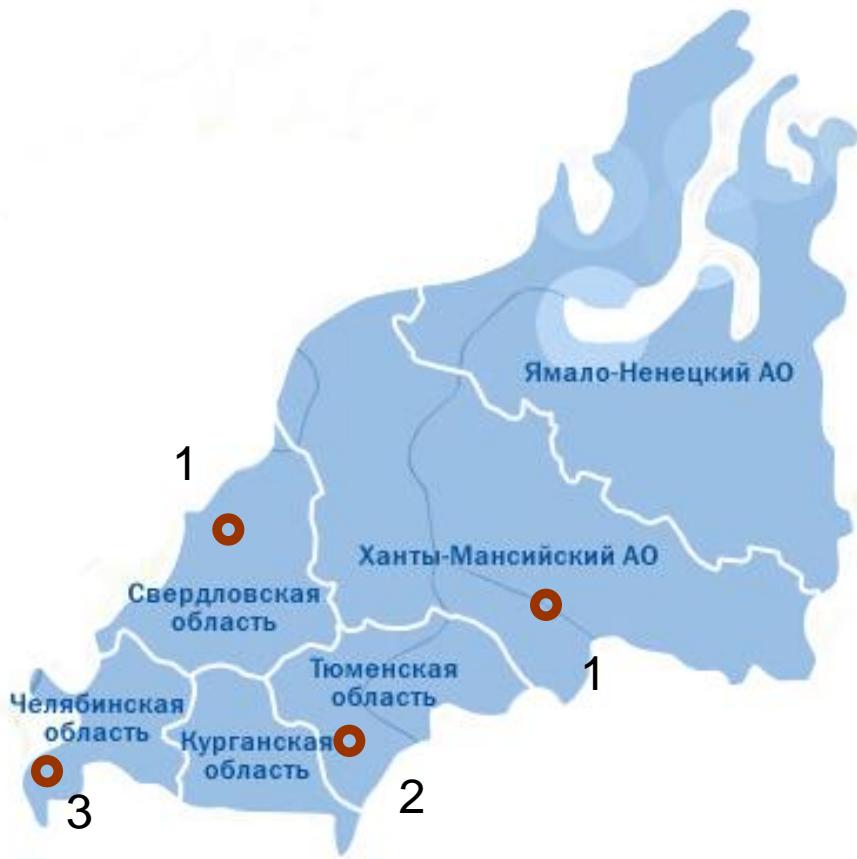 Ямало-Ненецкий АО
1
Ханты-Мансийский АО
Свердловская
область
1
Тюменская
область
Челябинская
область
Курганская
область
2
3